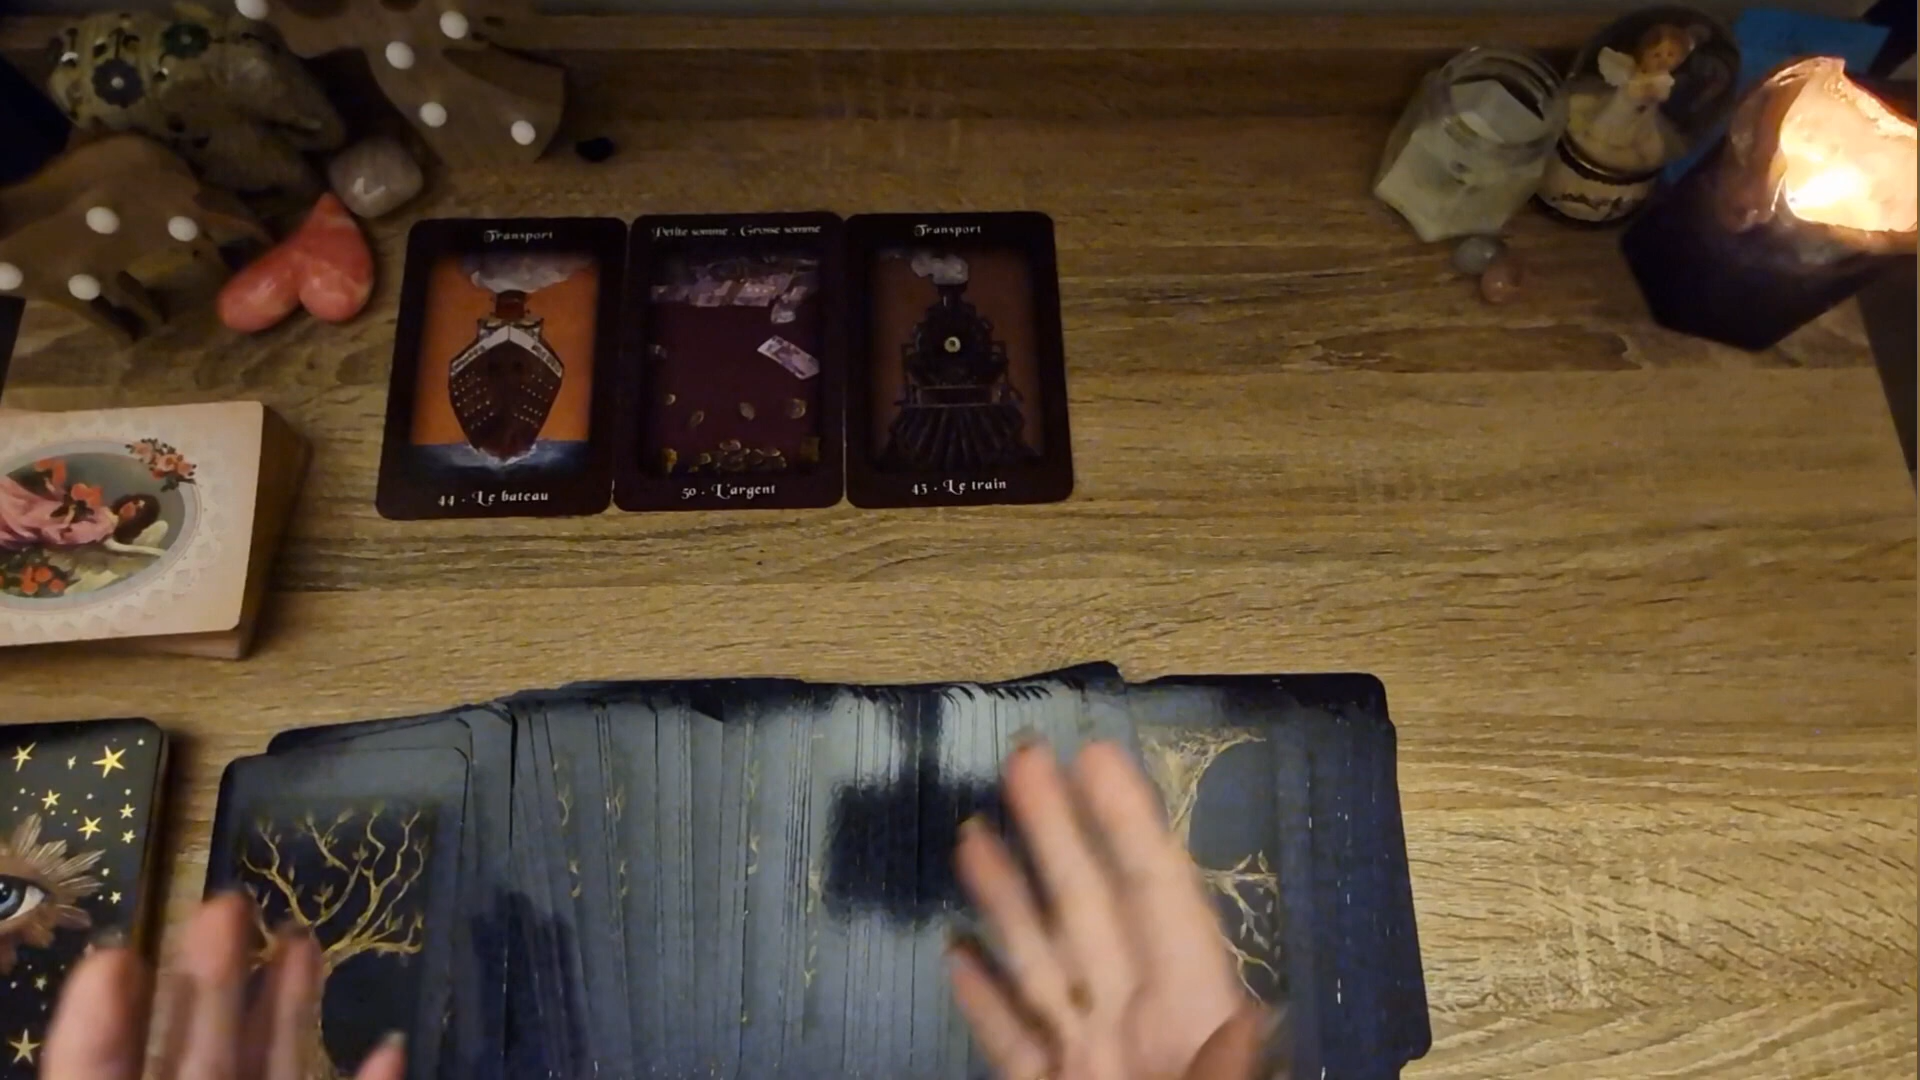 Transport
44 - Le bateau
Petite somme . Grosse somme
50 . L'argent
Transport
43 . Le train